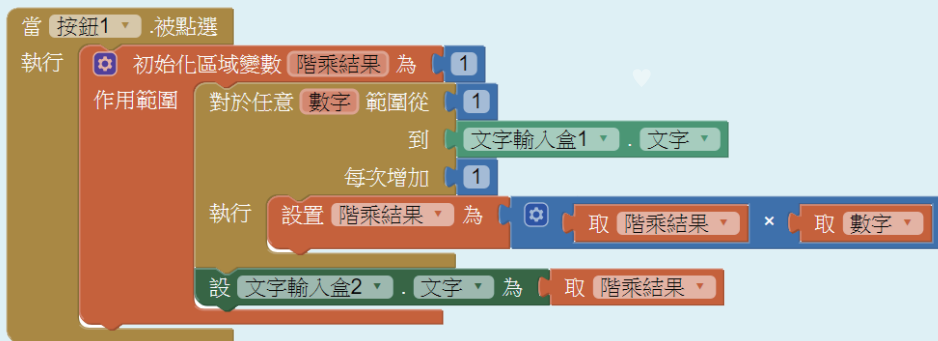 當 按鈕1 .被點選
執行 初始化區域變數 階乘結果 為 1
作用範圍 對於任意 數字 範圍從 1
到 文字輸入盒1 . 文字
每次增加 1
執行 設置 階乘結果 為 取 階乘結果 × 取 數字
設 文字輸入盒2 . 文字 為 取 階乘結果